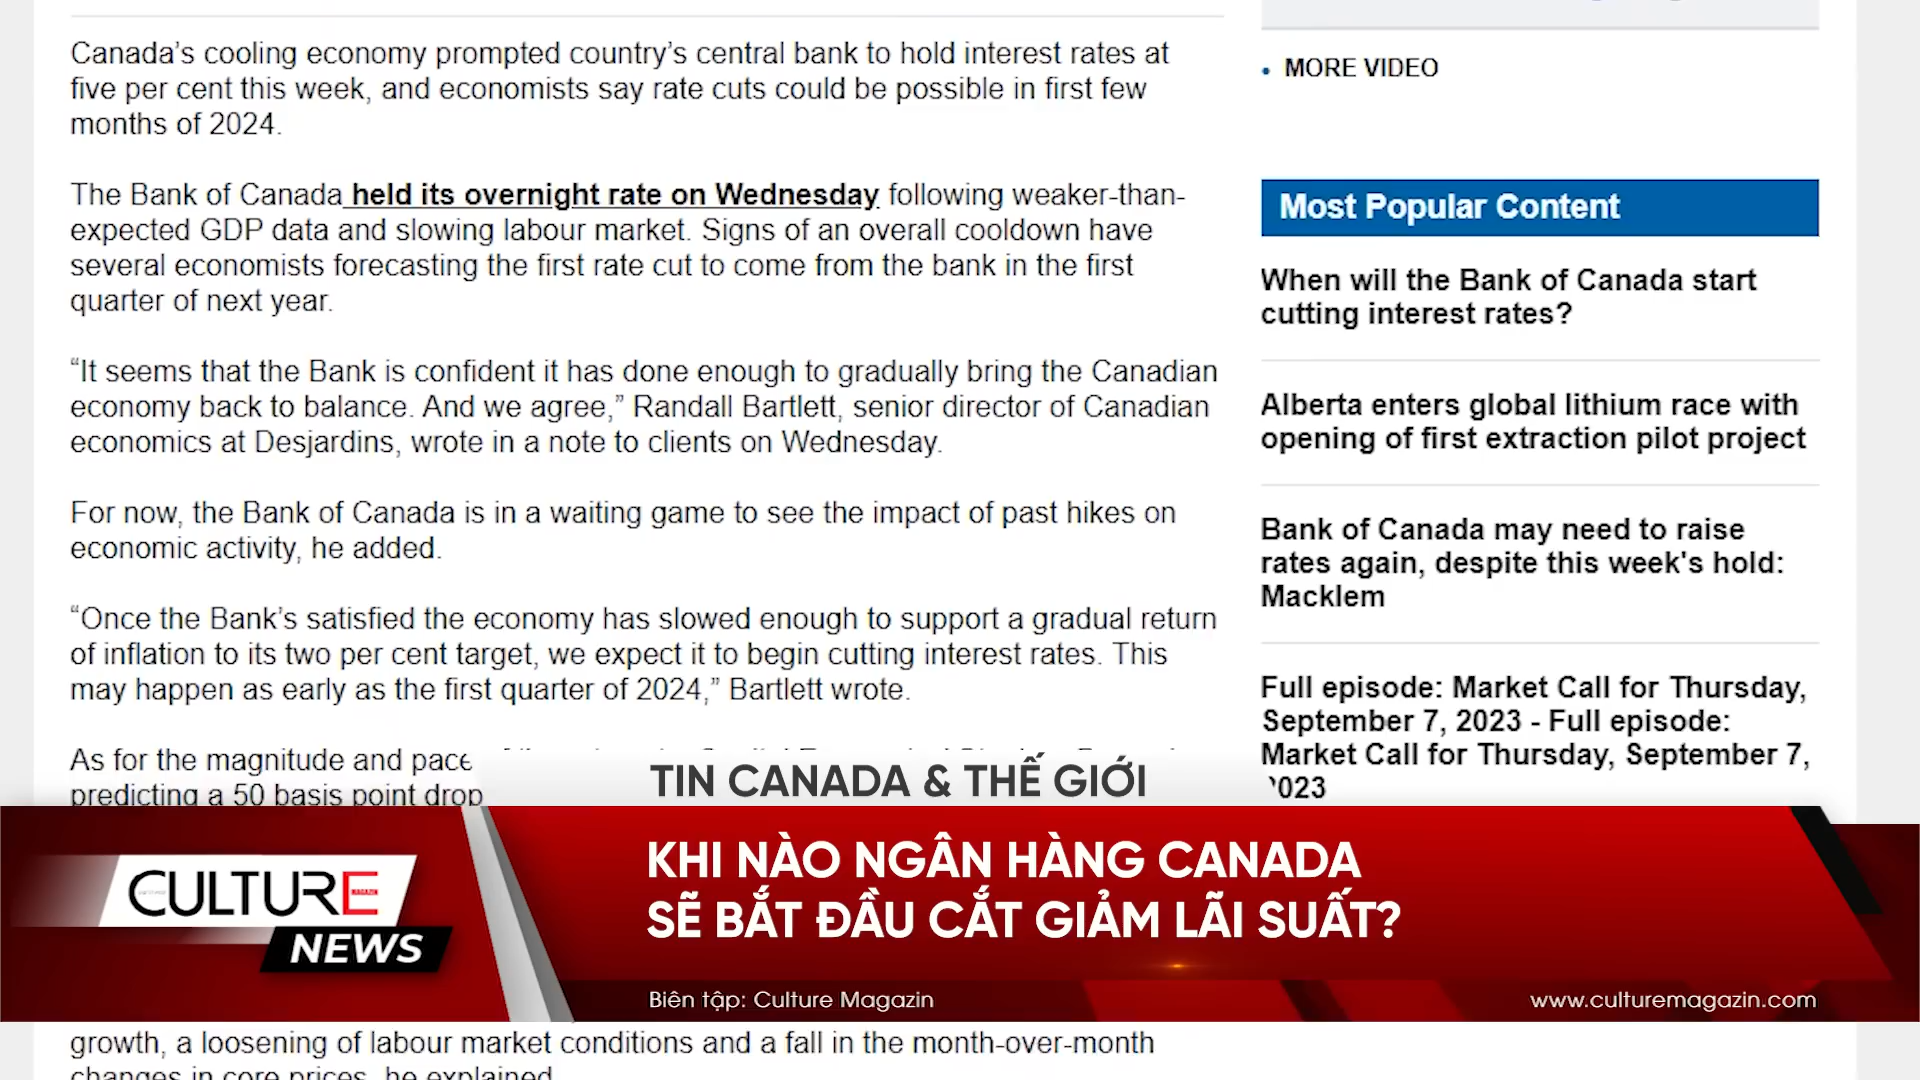 Canada’s cooling economy prompted country’s central bank to hold interest rates at
five per cent this week, and economists say rate cuts could be possible in first few
months of 2024.
The Bank of Canada held its overnight rate on Wednesday following weaker-than-
expected GDP data and slowing labour market. Signs of an overall cooldown have
several economists forecasting the first rate cut to come from the bank in the first
quarter of next year.
“It seems that the Bank is confident it has done enough to gradually bring the Canadian
economy back to balance. And we agree,” Randall Bartlett, senior director of Canadian
economics at Desjardins, wrote in a note to clients on Wednesday.
For now, the Bank of Canada is in a waiting game to see the impact of past hikes on
economic activity, he added.
“Once the Bank’s satisfied the economy has slowed enough to support a gradual return
of inflation to its two per cent target, we expect it to begin cutting interest rates. This
may happen as early as the first quarter of 2024,” Bartlett wrote.
As for the magnitude and pace
predicting a 50 basis point drop
growth, a loosening of labour market conditions and a fall in the month-over-month
changes in core prices, he explained
MORE VIDEO
Most Popular Content
When will the Bank of Canada start
cutting interest rates?
Alberta enters global lithium race with
opening of first extraction pilot project
Bank of Canada may need to raise
rates again, despite this week's hold:
Macklem
Full episode: Market Call for Thursday,
September 7, 2023 - Full episode:
Market Call for Thursday, September 7,
2023
TIN CANADA & THẾ GIỚI
KHI NÀO NGÂN HÀNG CANADA
SẼ BẮT ĐẦU CẮT GIẢM LÃI SUẤT?
CULTURE
NEWS
Biên tập: Culture Magazin
www.culturemagazin.com